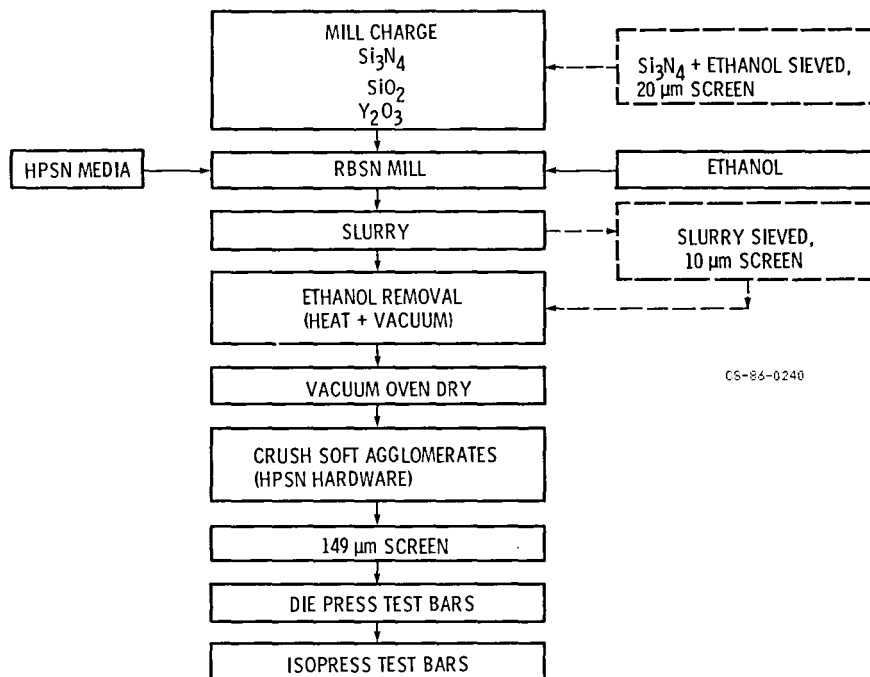 MILL CHARGE
Si3N4
SiO2
Y2O3
Si3N4 + ETHANOL SIEVED,
20 µm SCREEN
HPSN MEDIA
RBSN MILL
ETHANOL
SLURRY
SLURRY SIEVED,
10 µm SCREEN
ETHANOL REMOVAL
(HEAT + VACUUM)
VACUUM OVEN DRY
CS-86-0240
CRUSH SOFT AGGLOMERATES
(HPSN HARDWARE)
149 µm SCREEN
DIE PRESS TEST BARS
ISOPRESS TEST BARS